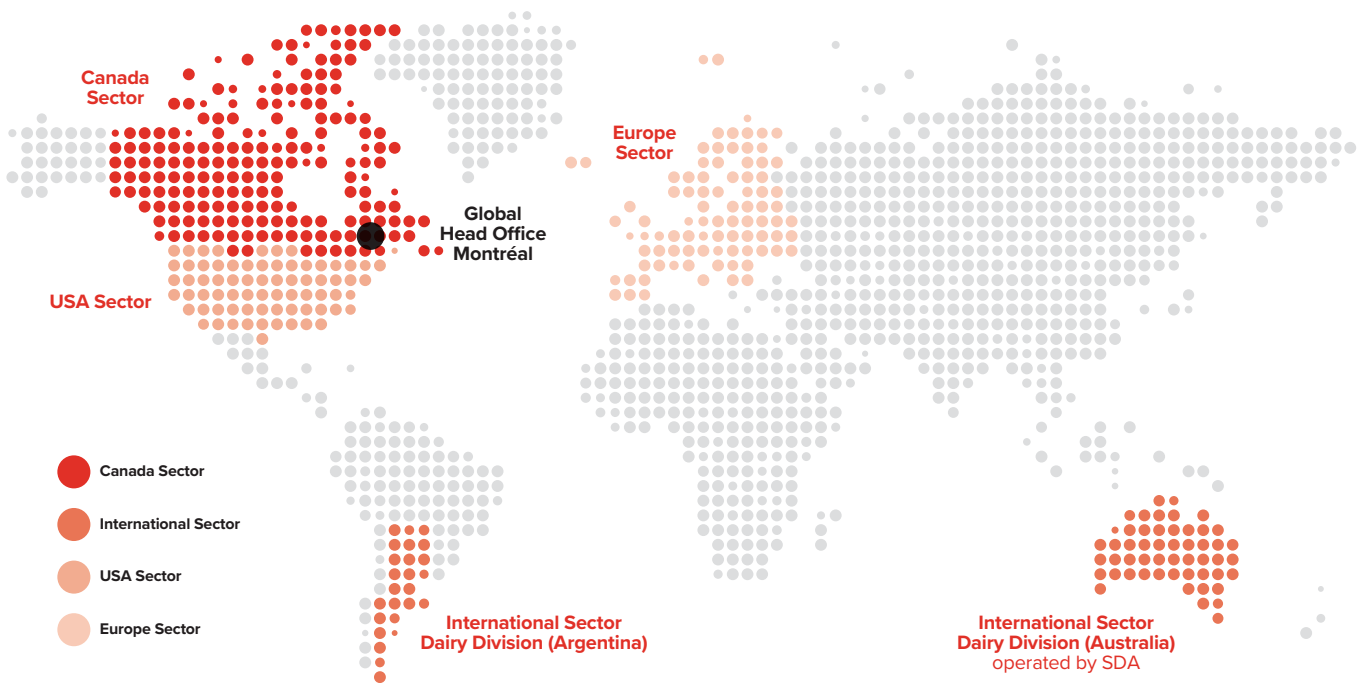 Canada
Sector
Europe
Sector
Global
Head Office
Montréal
USA Sector
Canada Sector
International Sector
USA Sector
Europe Sector
International Sector
Dairy Division (Argentina)
International Sector
Dairy Division (Australia)
operated by SDA